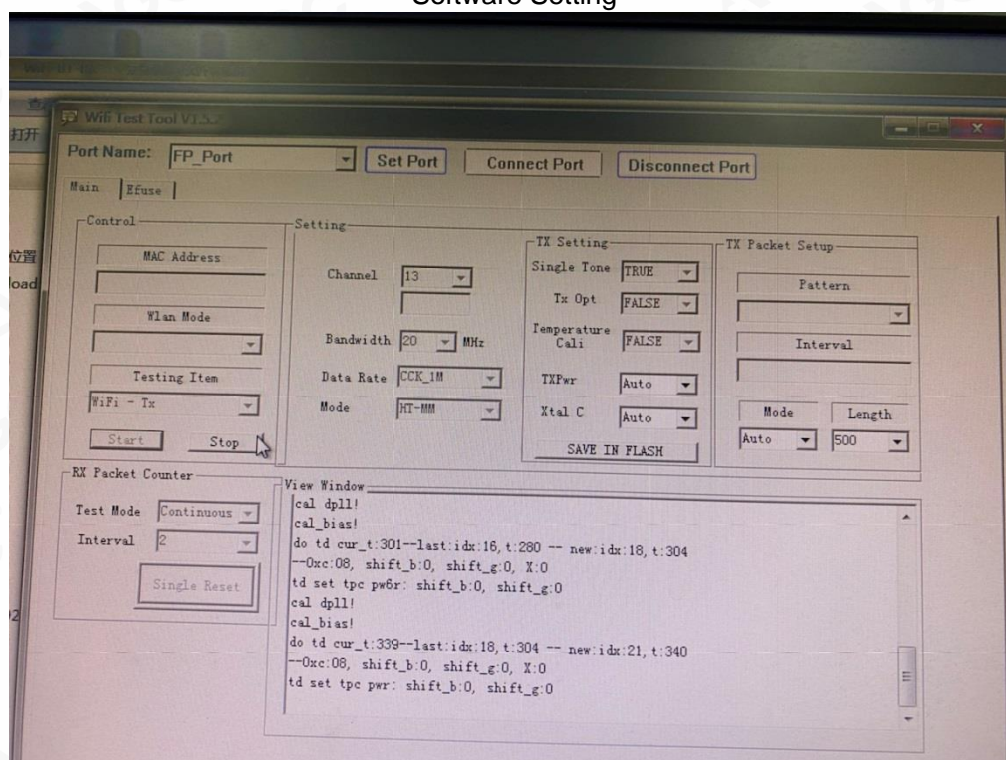 Software Setting
Wifi Test Tool V1.5.2
打开
Port Name: FP_Port Set Port Connect Port Disconnect Port
Main Efuse
位置
load
Control
MAC Address
Wlan Mode
Testing Item
WiFi - Tx
Start Stop
Setting
Channel 13
Bandwidth 20 MHz
Data Rate CCK_1M
Mode HT-MM
TX Setting
Single Tone TRUE
Tx Opt FALSE
Temperature
Cali FALSE
TXPwr Auto
Xtal C Auto
SAVE IN FLASH
TX Packet Setup
Pattern
Interval
Mode Length
Auto 500
RX Packet Counter
Test Mode Continuous
Interval 2
Single Reset
View Window
cal dpll!
cal_bias!
do td cur_t:301--last:idx:16,t:280 -- new:idx:18,t:304
--0xc:08, shift_b:0, shift_g:0, X:0
td set tpc pw6r: shift_b:0, shift_g:0
cal dpll!
cal_bias!
do td cur_t:339--last:idx:18,t:304 -- new:idx:21,t:340
--0xc:08, shift_b:0, shift_g:0, X:0
td set tpc pwr: shift_b:0, shift_g:0